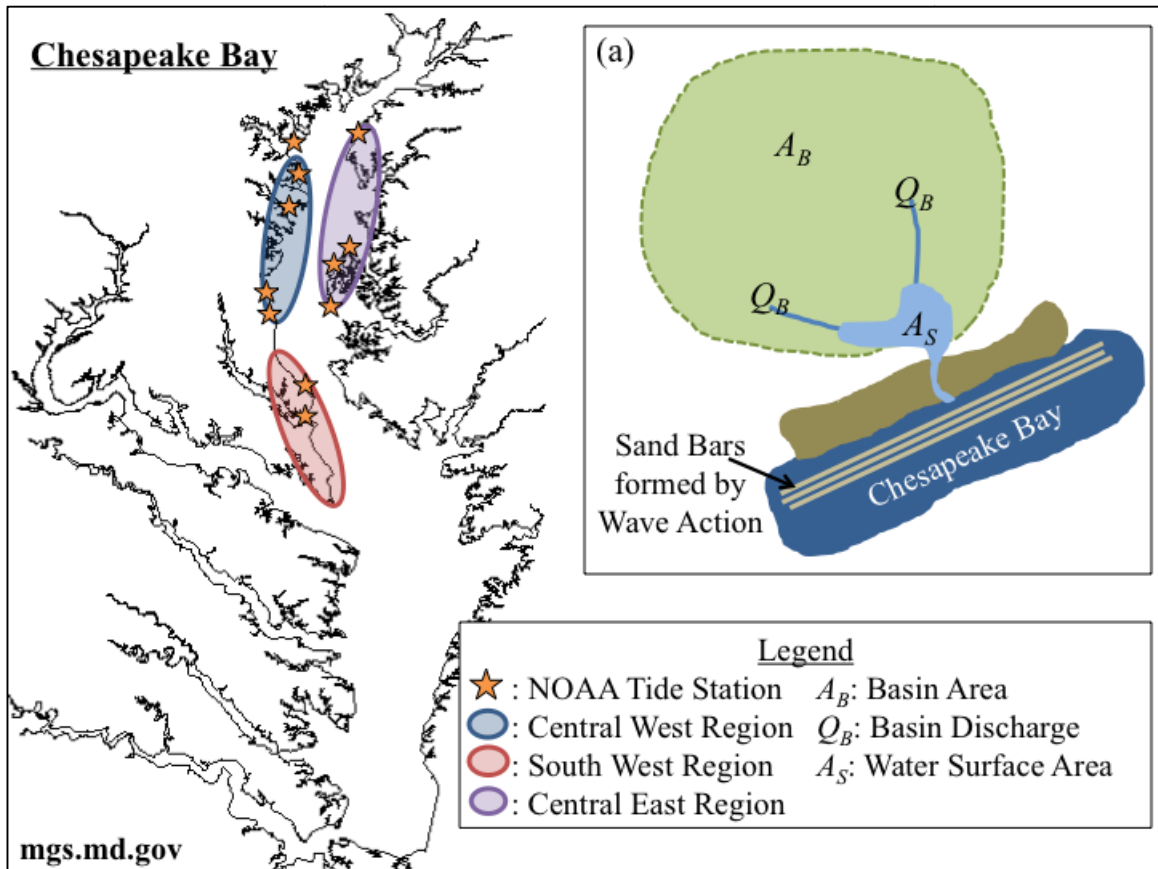 Chesapeake Bay
(a)
A_B
Q_B
Q_B
A_S
Sand Bars
formed by
Wave Action
Chesapeake Bay
Legend
: NOAA Tide Station
A_B: Basin Area
: Central West Region
Q_B: Basin Discharge
: South West Region
A_S: Water Surface Area
: Central East Region
mgs.md.gov